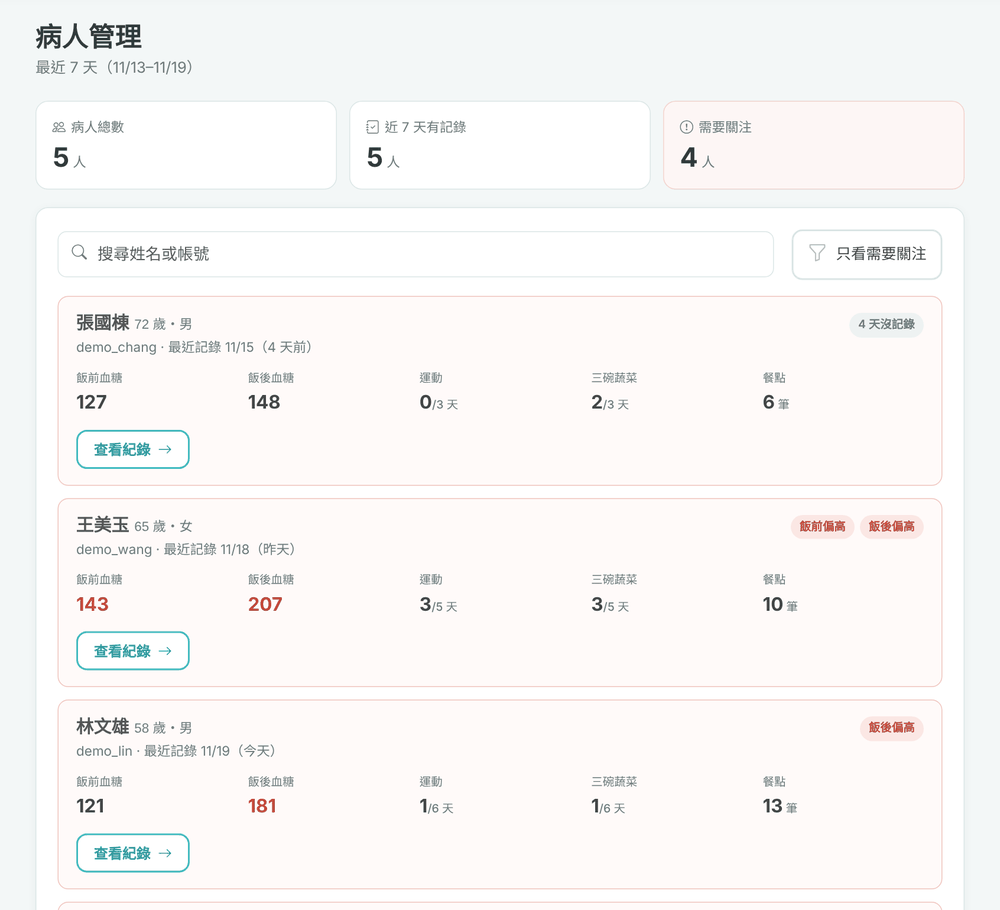 病人管理
最近 7 天（11/13–11/19）
病人總數
5 人
近 7 天有記錄
5 人
需要關注
4 人
搜尋姓名或帳號
只看需要關注
張國棟 72 歲・男
4 天沒記錄
demo_chang · 最近記錄 11/15（4 天前）
飯前血糖 飯後血糖 運動 三碗蔬菜 餐點
127 148 0/3 天 2/3 天 6 筆
查看紀錄 →
王美玉 65 歲・女
飯前偏高 飯後偏高
demo_wang · 最近記錄 11/18（昨天）
飯前血糖 飯後血糖 運動 三碗蔬菜 餐點
143 207 3/5 天 3/5 天 10 筆
查看紀錄 →
林文雄 58 歲・男
飯後偏高
demo_lin · 最近記錄 11/19（今天）
飯前血糖 飯後血糖 運動 三碗蔬菜 餐點
121 181 1/6 天 1/6 天 13 筆
查看紀錄 →